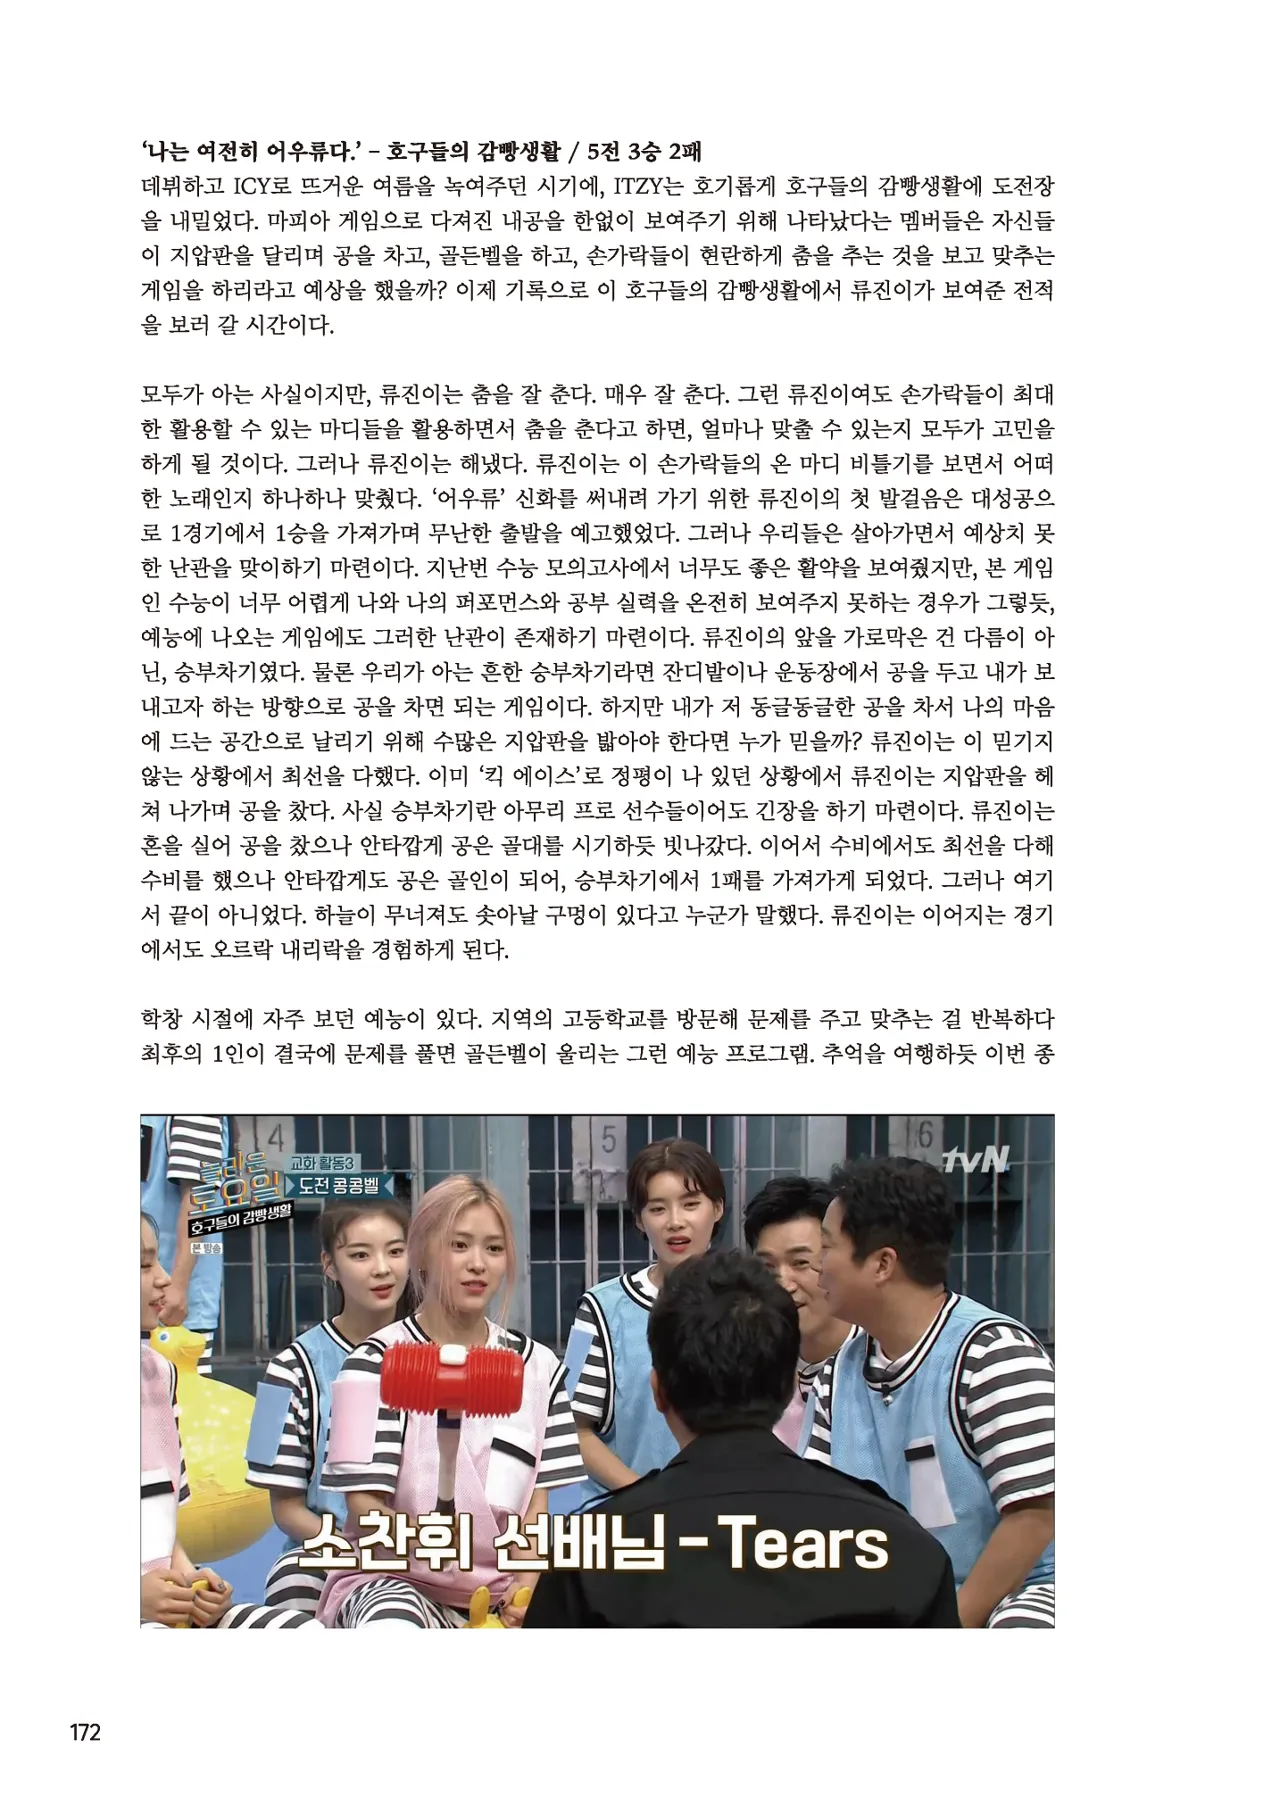 ‘나는 여전히 어우류다.’ – 호구들의 감빵생활 / 5전 3승 2패
데뷔하고 ICY로 뜨거운 여름을 녹여주던 시기에, ITZY는 호기롭게 호구들의 감빵생활에 도전장
을 내밀었다. 마피아 게임으로 다져진 내공을 한없이 보여주기 위해 나타났다는 멤버들은 자신들
이 지압판을 달리며 공을 차고, 골든벨을 하고, 손가락들이 현란하게 춤을 추는 것을 보고 맞추는
게임을 하리라고 예상을 했을까? 이제 기록으로 이 호구들의 감빵생활에서 류진이가 보여준 전적
을 보러 갈 시간이다.
모두가 아는 사실이지만, 류진이는 춤을 잘 춘다. 매우 잘 춘다. 그런 류진이여도 손가락들이 최대
한 활용할 수 있는 마디들을 활용하면서 춤을 춘다고 하면, 얼마나 맞출 수 있는지 모두가 고민을
하게 될 것이다. 그러나 류진이는 해냈다. 류진이는 이 손가락들의 온 마디 비틀기를 보면서 어떠
한 노래인지 하나하나 맞췄다. ‘어우류’ 신화를 써내려 가기 위한 류진이의 첫 발걸음은 대성공으
로 1경기에서 1승을 가져가며 무난한 출발을 예고했었다. 그러나 우리들은 살아가면서 예상치 못
한 난관을 맞이하기 마련이다. 지난번 수능 모의고사에서 너무도 좋은 활약을 보여줬지만, 본 게임
인 수능이 너무 어렵게 나와 나의 퍼포먼스와 공부 실력을 온전히 보여주지 못하는 경우가 그렇듯,
예능에 나오는 게임에도 그러한 난관이 존재하기 마련이다. 류진이의 앞을 가로막은 건 다름이 아
닌, 승부차기였다. 물론 우리가 아는 흔한 승부차기라면 잔디밭이나 운동장에서 공을 두고 내가 보
내고자 하는 방향으로 공을 차면 되는 게임이다. 하지만 내가 저 동글동글한 공을 차서 나의 마음
에 드는 공간으로 날리기 위해 수많은 지압판을 밟아야 한다면 누가 믿을까? 류진이는 이 믿기지
않는 상황에서 최선을 다했다. 이미 ‘킥 에이스’로 정평이 나 있던 상황에서 류진이는 지압판을 헤
쳐 나가며 공을 찼다. 사실 승부차기란 아무리 프로 선수들이어도 긴장을 하기 마련이다. 류진이는
혼을 실어 공을 찼으나 안타깝게 공은 골대를 시기하듯 빗나갔다. 이어서 수비에서도 최선을 다해
수비를 했으나 안타깝게도 공은 골인이 되어, 승부차기에서 1패를 가져가게 되었다. 그러나 여기
서 끝이 아니었다. 하늘이 무너져도 솟아날 구멍이 있다고 누군가 말했다. 류진이는 이어지는 경기
에서도 오르락 내리락을 경험하게 된다.
학창 시절에 자주 보던 예능이 있다. 지역의 고등학교를 방문해 문제를 주고 맞추는 걸 반복하다
최후의 1인이 결국에 문제를 풀면 골든벨이 울리는 그런 예능 프로그램. 추억을 여행하듯 이번 종
4
5
6
tvN
놀라운
토요일
호구들의 감빵생활
본 방송
교화 활동3
도전 콩콩벨
소찬휘 선배님 - Tears
172